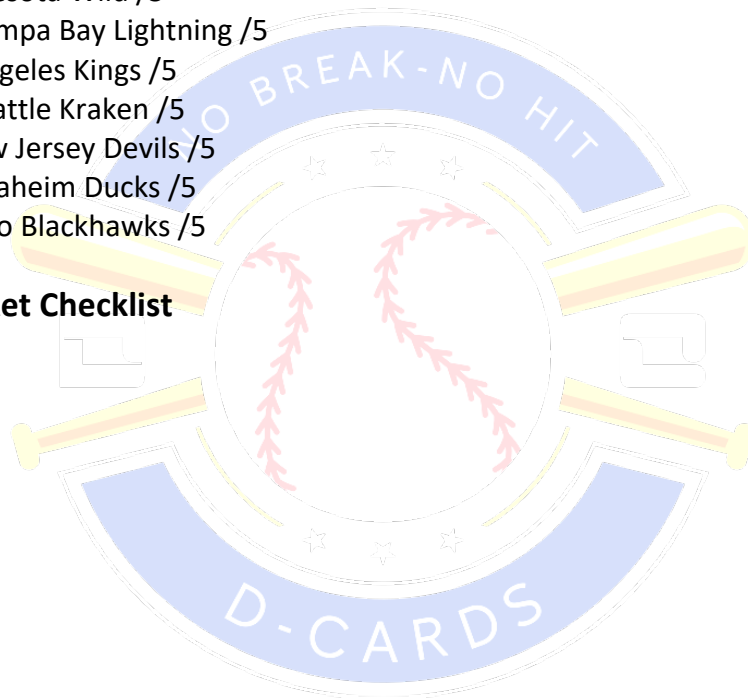 mpa Bay Lightning /5
geles Kings /5
attle Kraken /5
w Jersey Devils /5
aheim Ducks /5
o Blackhawks /5
et Checklist
NO BREAK-NO HIT
D-CARDS